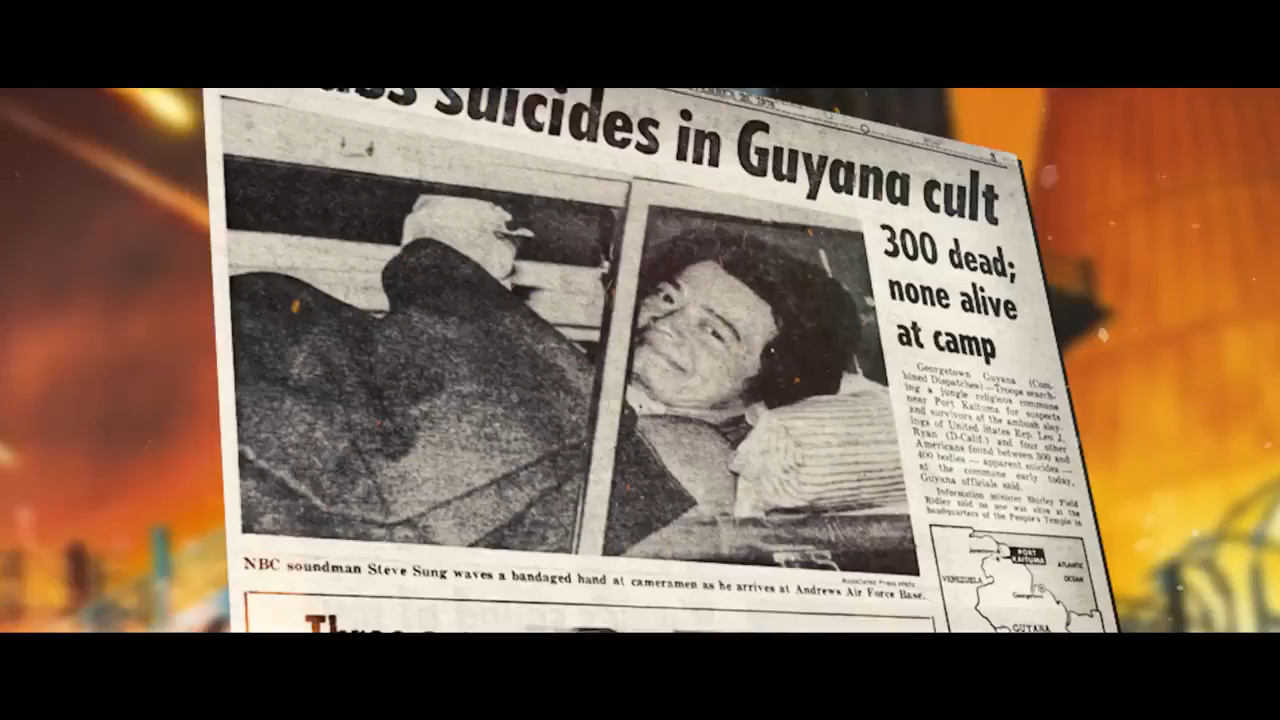 suicides in Guyana cult
300 dead;
none alive
at camp
Georgetown Guyana (Com-
bined Dispatches)—Troops search-
ing a jungle religious commune
near Port Kaituma for suspects
and survivors of the ambush slay-
ings of United States Rep. Leo J.
Ryan (D-Calif.) and four other
Americans found between 300 and
400 bodies — apparent suicides —
at the commune early today,
Guyana officials said.
Information minister Shirley Field
Ridley said no one was alive at the
headquarters of the People's Temple in
Associated Press photo
NBC soundman Steve Sung waves a bandaged hand at cameramen as he arrives at Andrews Air Force Base.
PORT
KAITUMA
ATLANTIC
OCEAN
VENEZUELA
Georgetown
GUYANA